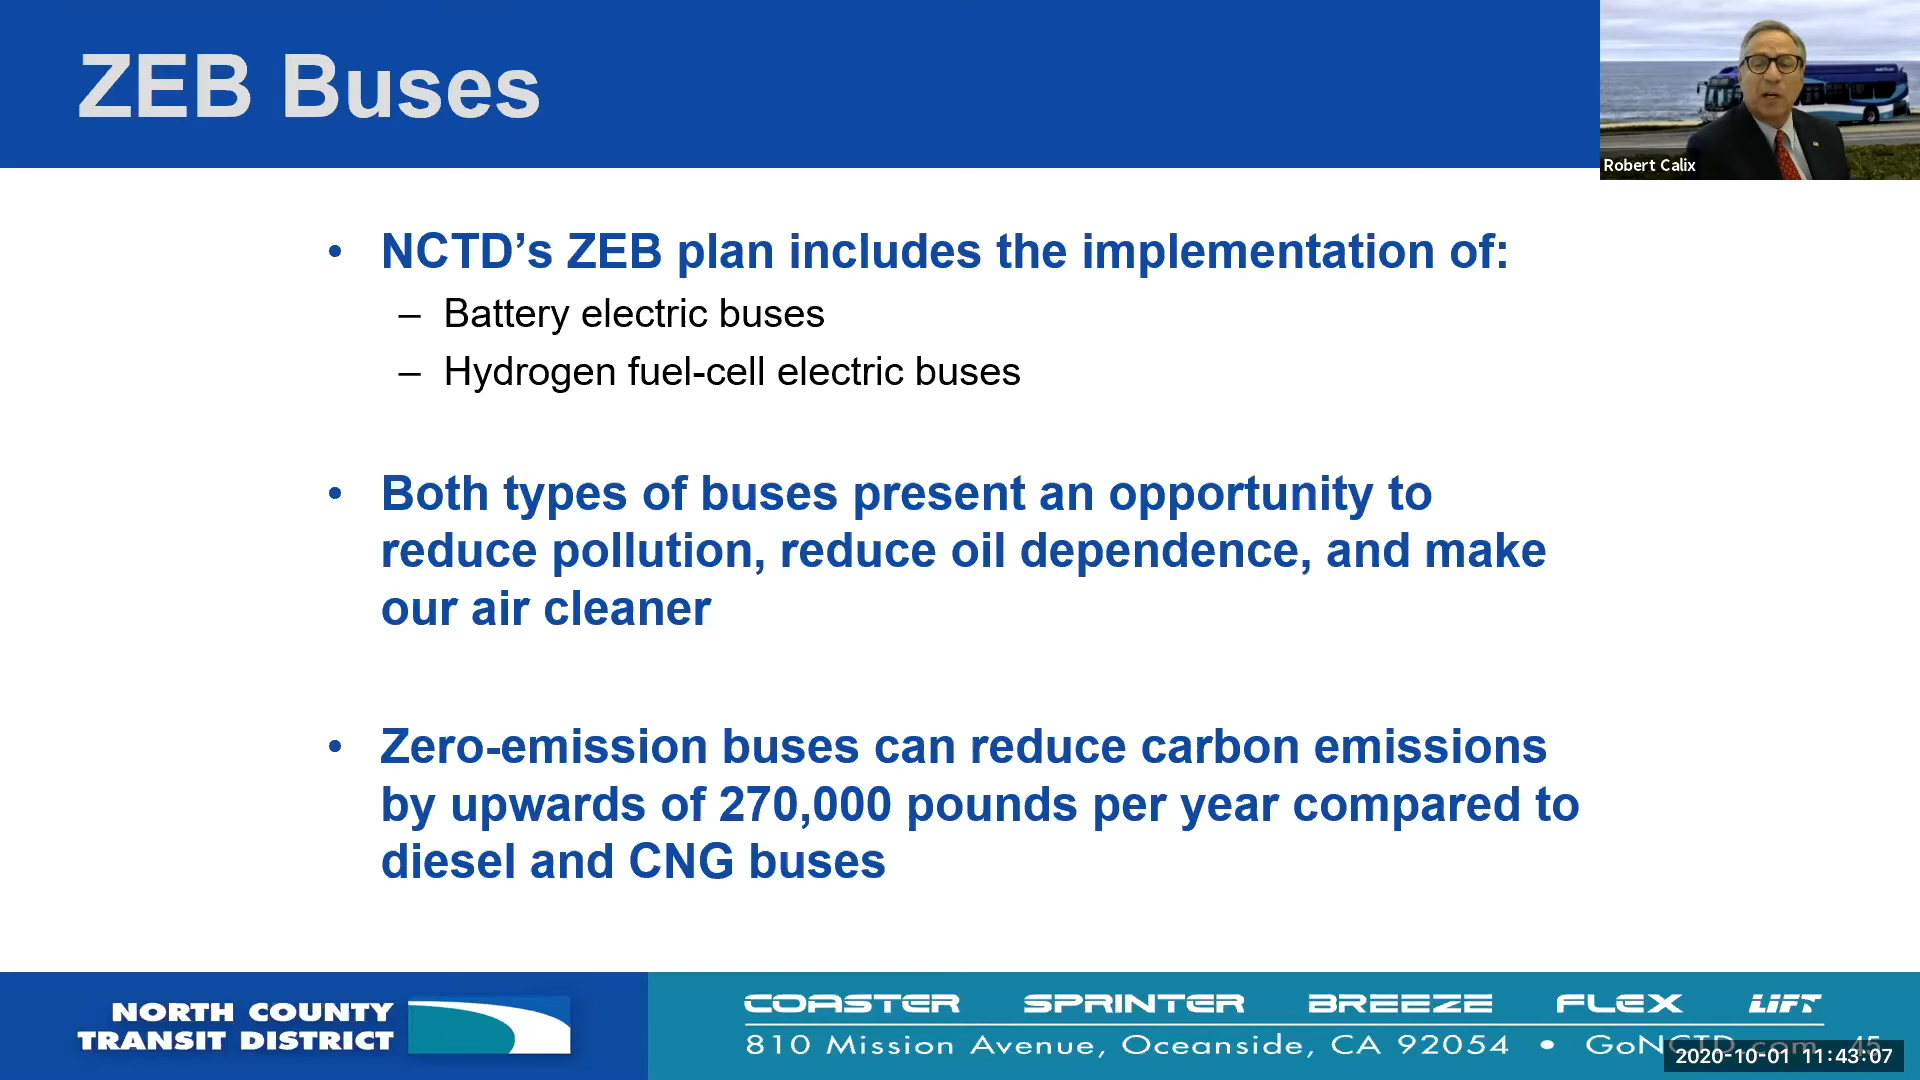 ZEB Buses
Robert Calix
• NCTD’s ZEB plan includes the implementation of:
– Battery electric buses
– Hydrogen fuel-cell electric buses
• Both types of buses present an opportunity to
reduce pollution, reduce oil dependence, and make
our air cleaner
• Zero-emission buses can reduce carbon emissions
by upwards of 270,000 pounds per year compared to
diesel and CNG buses
NORTH COUNTY
TRANSIT DISTRICT
COASTER SPRINTER BREEZE FLEX LIFT
810 Mission Avenue, Oceanside, CA 92054 • GoNCTD.com 45
2020-10-01 11:43:07